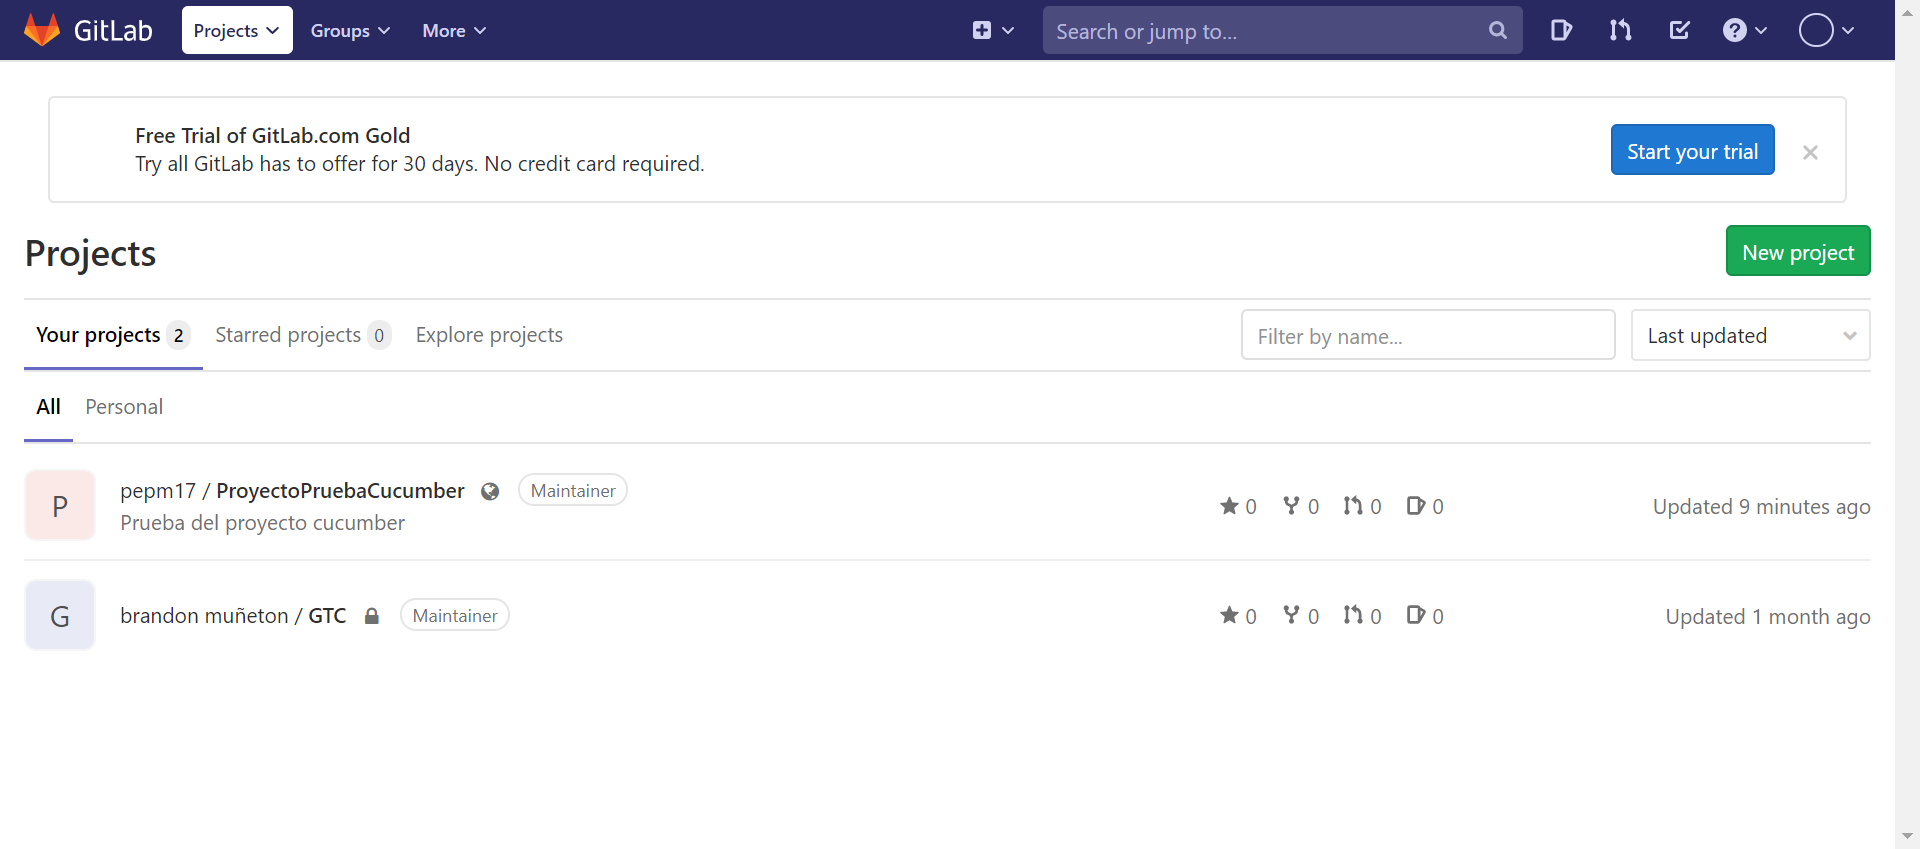 GitLab Projects Groups More Search or jump to...
Free Trial of GitLab.com Gold
Try all GitLab has to offer for 30 days. No credit card required.
Start your trial
Projects
New project
Your projects 2 Starred projects 0 Explore projects Filter by name... Last updated
All Personal
P pepm17 / ProyectoPruebaCucumber Maintainer
Prueba del proyecto cucumber
0 0 0 0 Updated 9 minutes ago
G brandon muñeton / GTC Maintainer 0 0 0 0 Updated 1 month ago